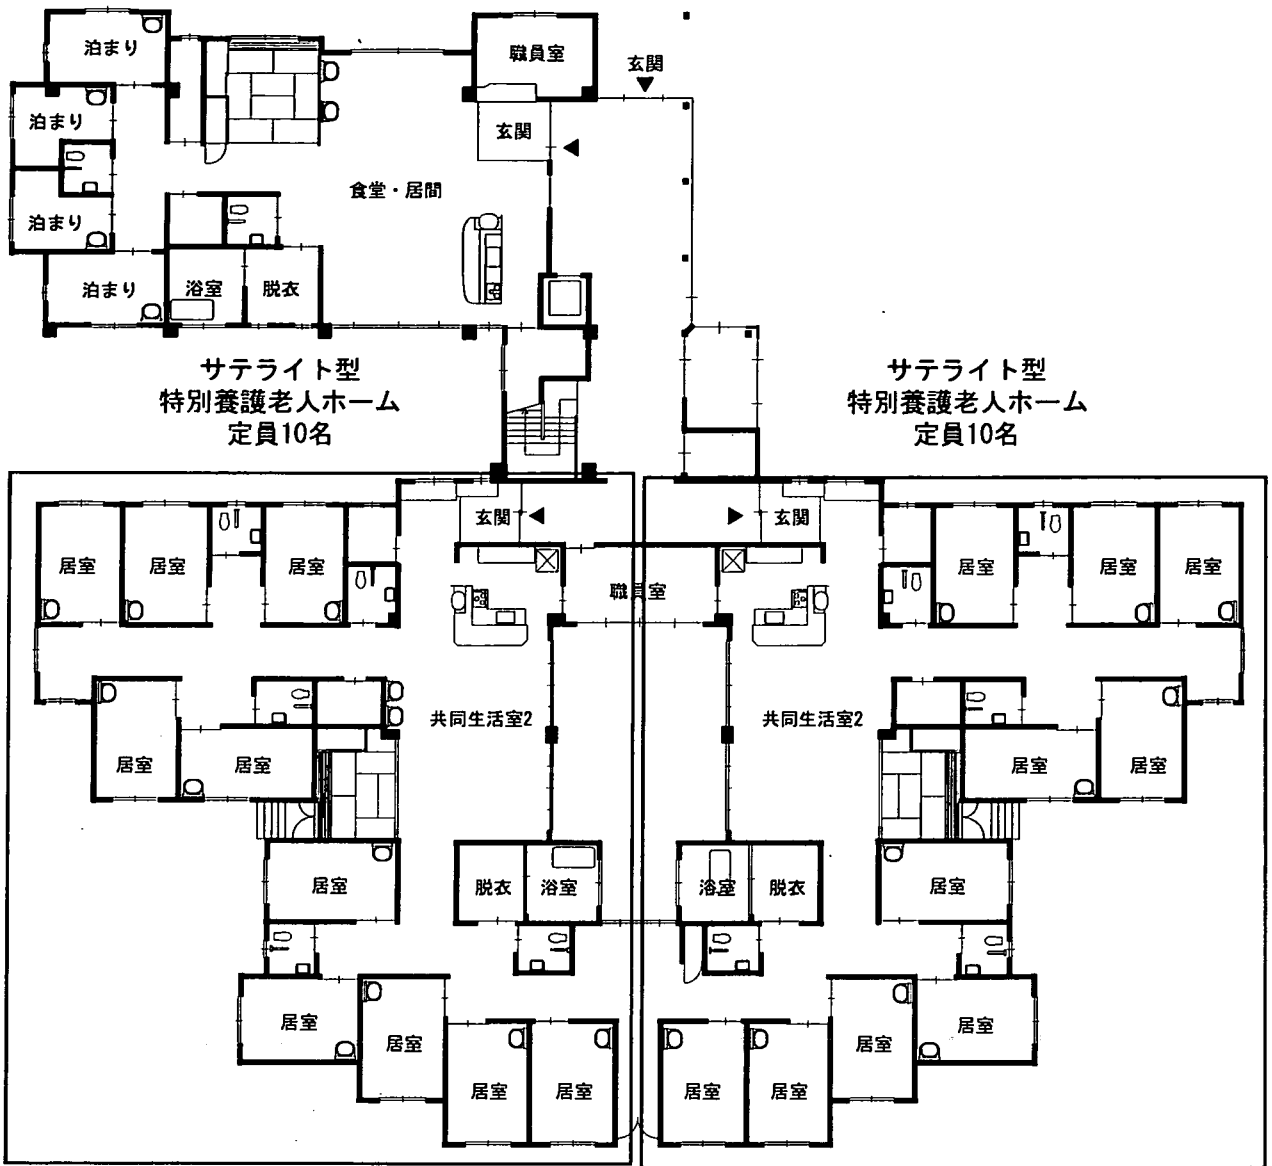 泊まり
職員室
玄関
泊まり
玄関
食堂・居間
泊まり
泊まり
浴室
脱衣
サテライト型
特別養護老人ホーム
定員10名
サテライト型
特別養護老人ホーム
定員10名
玄関
玄関
居室
居室
居室
職員室
居室
居室
居室
共同生活室2
共同生活室2
居室
居室
居室
居室
居室
脱衣
浴室
浴室
脱衣
居室
居室
居室
居室
居室
居室
居室
居室
居室